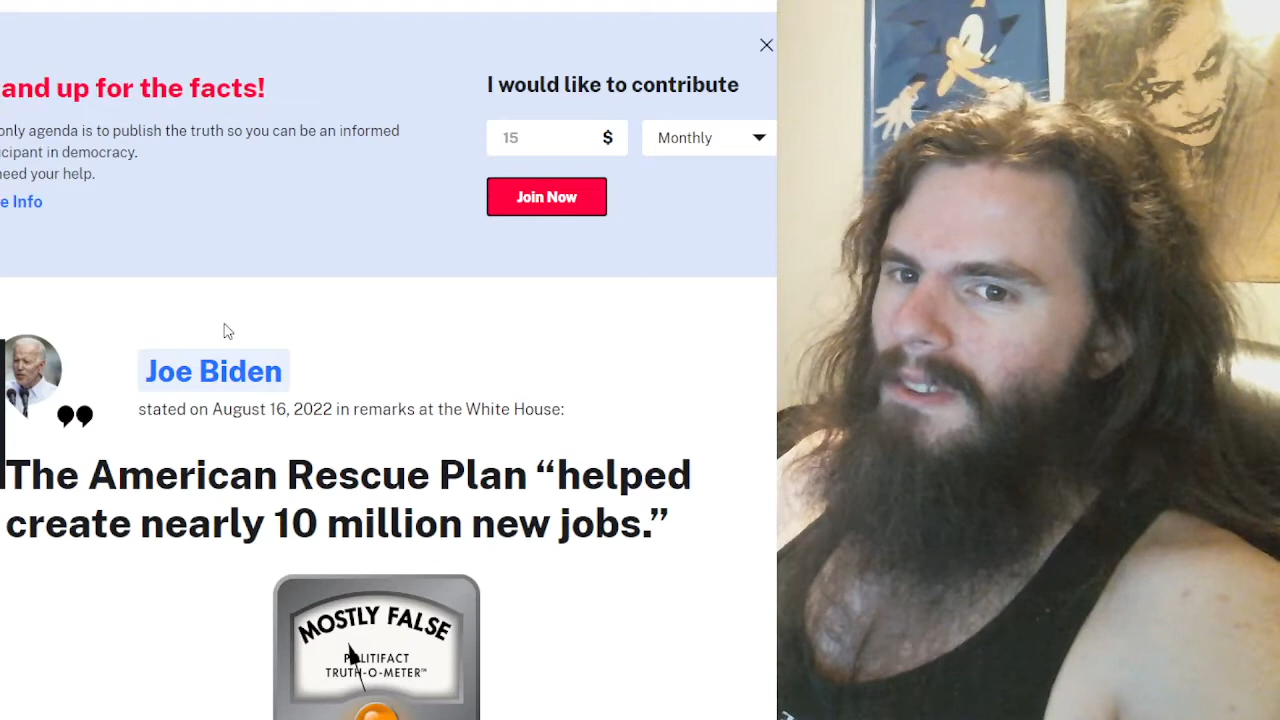 and up for the facts!
only agenda is to publish the truth so you can be an informed
icipant in democracy.
need your help.
e Info
I would like to contribute
15 $ Monthly
Join Now
Joe Biden
stated on August 16, 2022 in remarks at the White House:
The American Rescue Plan “helped
create nearly 10 million new jobs.”
MOSTLY FALSE
POLITIFACT
TRUTH-O-METER™